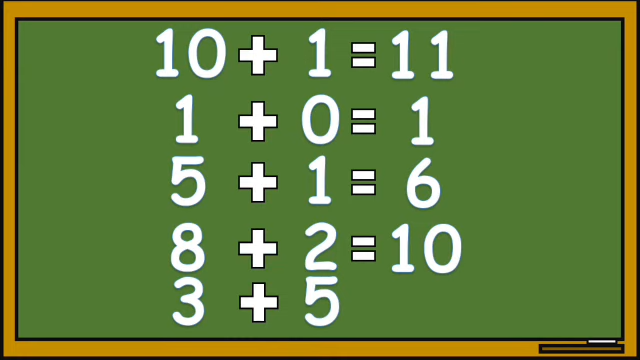 10 + 1 = 11
1 + 0 = 1
5 + 1 = 6
8 + 2 = 10
3 + 5